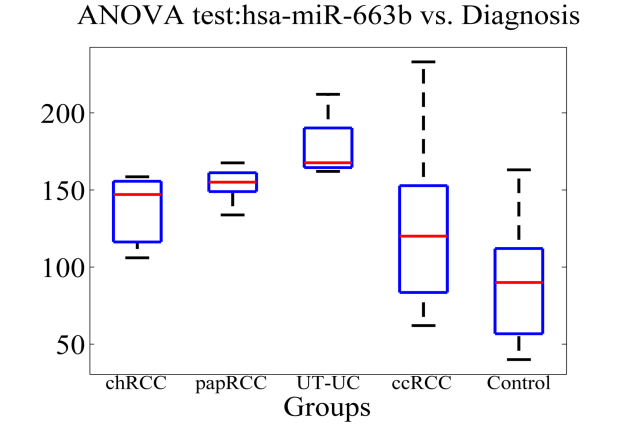 ANOVA test:hsa-miR-663b vs. Diagnosis
200
150
100
50
chRCC papRCC UT-UC ccRCC Control
Groups